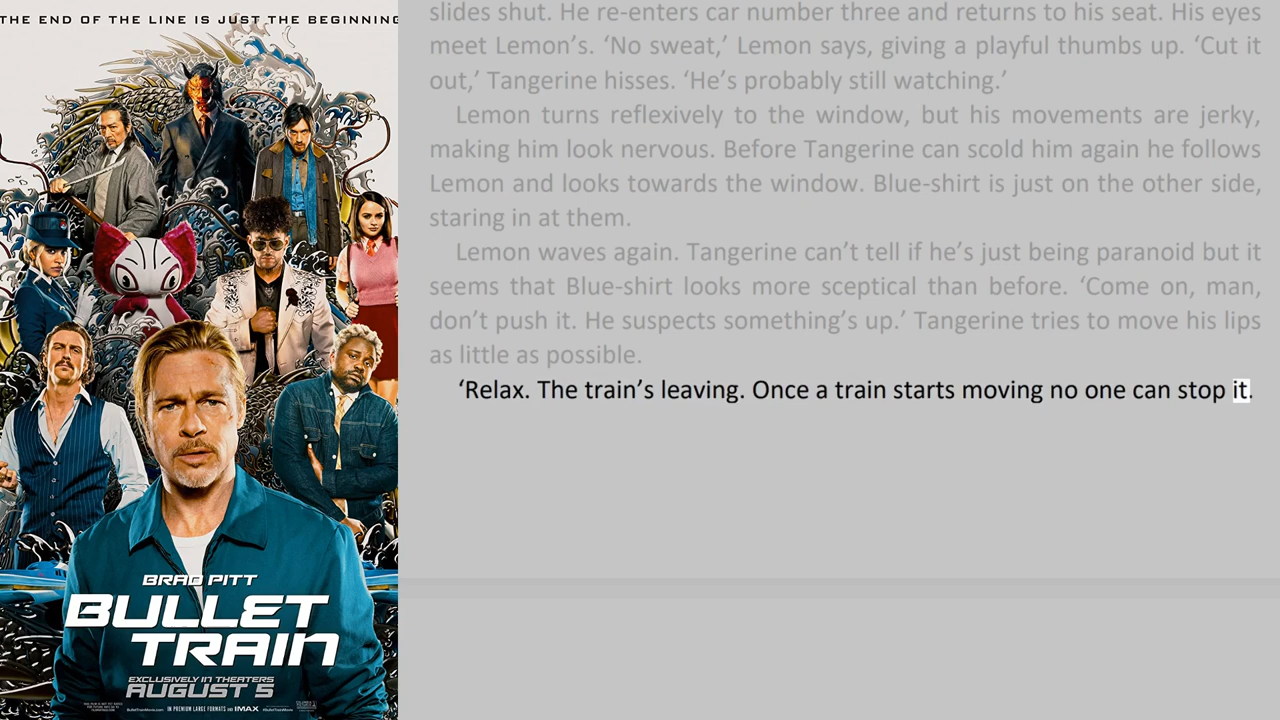 THE END OF THE LINE IS JUST THE BEGINNING
BRAD PITT
BULLET
TRAIN
EXCLUSIVELY IN THEATERS
AUGUST 5
BulletTrainMovie.com
IN PREMIUM LARGE FORMATS AND IMAX
#BulletTrainMovie
slides shut. He re-enters car number three and returns to his seat. His eyes
meet Lemon’s. ‘No sweat,’ Lemon says, giving a playful thumbs up. ‘Cut it
out,’ Tangerine hisses. ‘He’s probably still watching.’
Lemon turns reflexively to the window, but his movements are jerky,
making him look nervous. Before Tangerine can scold him again he follows
Lemon and looks towards the window. Blue-shirt is just on the other side,
staring in at them.
Lemon waves again. Tangerine can’t tell if he’s just being paranoid but it
seems that Blue-shirt looks more sceptical than before. ‘Come on, man,
don’t push it. He suspects something’s up.’ Tangerine tries to move his lips
as little as possible.
‘Relax. The train’s leaving. Once a train starts moving no one can stop it.